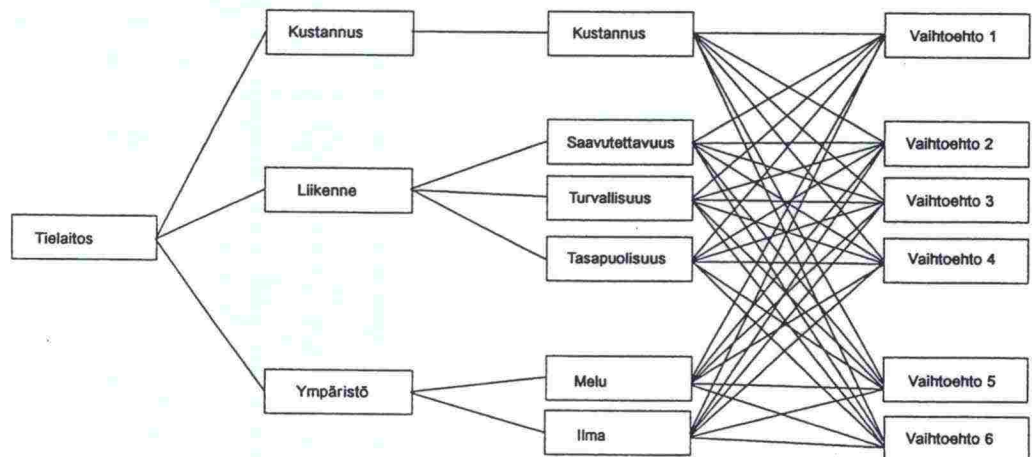 Tielaitos
Kustannus
Liikenne
Ympäristö
Kustannus
Saavutettavuus
Turvallisuus
Tasapuolisuus
Melu
Ilma
Vaihtoehto 1
Vaihtoehto 2
Vaihtoehto 3
Vaihtoehto 4
Vaihtoehto 5
Vaihtoehto 6